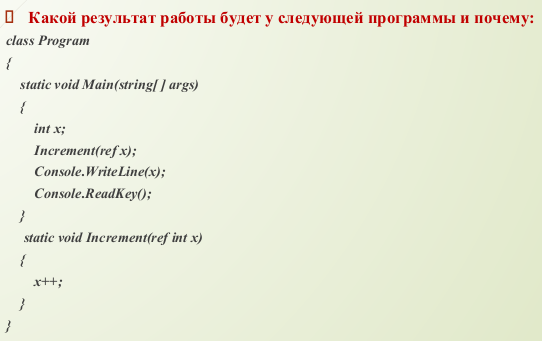 Какой результат работы будет у следующей программы и почему:
class Program
{
static void Main(string[ ] args)
{
int x;
Increment(ref x);
Console.WriteLine(x);
Console.ReadKey();
}
static void Increment(ref int x)
{
x++;
}
}